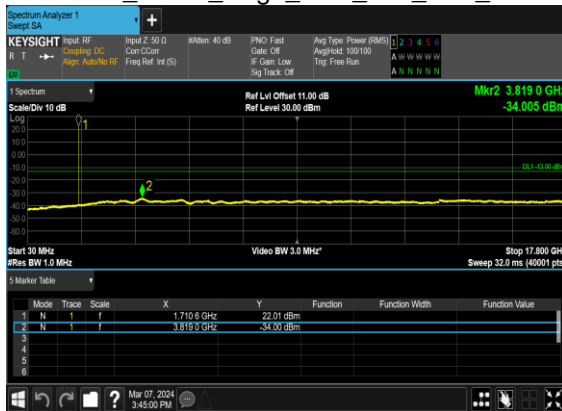 Spectrum Analyzer 1
Swept SA
+
KEYSIGHT Input: RF Input Z: 50 Ω #Atten: 40 dB PNO: Fast Avg Type: Power (RMS) 1 2 3 4 5 6
R T Coupling: DC Corr CCorr Gate: Off Avg|Hold: 100/100 A W W W W W
Align: Auto/No RF Freq Ref: Int (S) IF Gain: Low Trig: Free Run
Sig Track: Off A N N N N N
1 Spectrum Ref Lvl Offset 11.00 dB Mkr2 3.819 0 GHz
Scale/Div 10 dB Ref Level 30.00 dBm -34.005 dBm
Log
1
20.0
10.0
0.00
-10.0 DL1 -13.00 dBm
-20.0
2
-30.0
-40.0
-50.0
-60.0
Start 30 MHz Video BW 3.0 MHz* Stop 17.800 GH
#Res BW 1.0 MHz Sweep 32.0 ms (40001 pts
5 Marker Table
Mode Trace Scale X Y Function Function Width Function Value
1 N 1 f 1.710 6 GHz 22.01 dBm
2 N 1 f 3.819 0 GHz -34.00 dBm
3
4
5
6
? Mar 07, 2024
3:45:00 PM